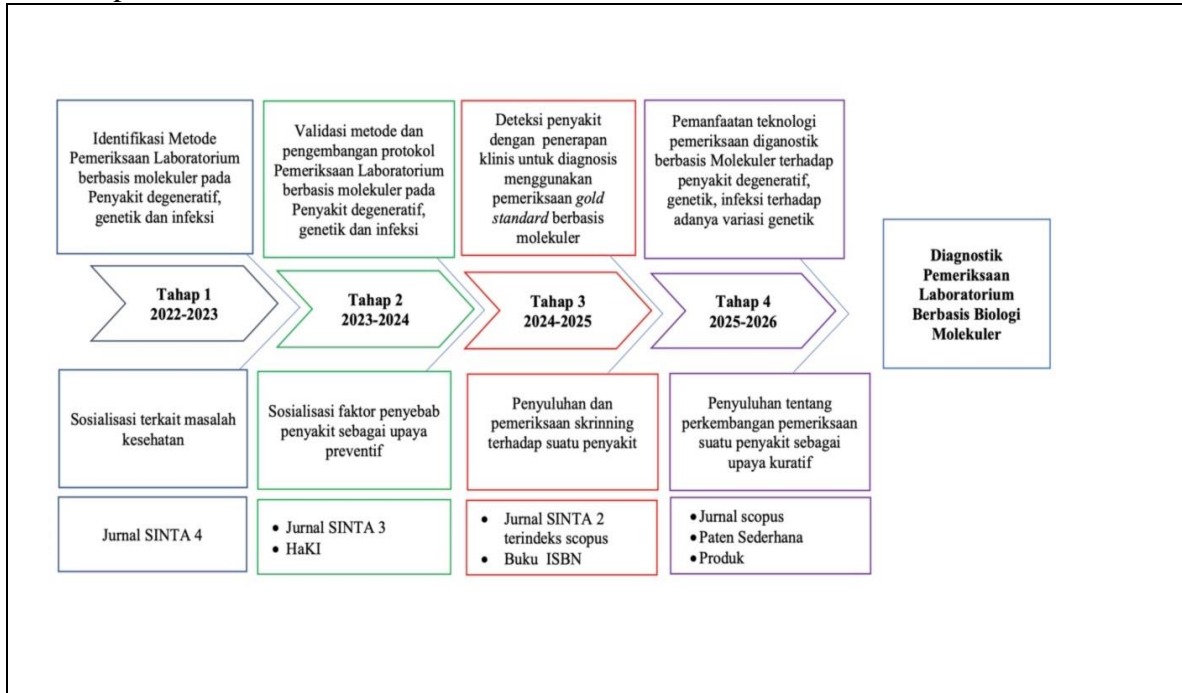 Identifikasi Metode
Pemeriksaan Laboratorium
berbasis molekuler pada
Penyakit degeneratif,
genetik dan infeksi
Validasi metode dan
pengembangan protokol
Pemeriksaan Laboratorium
berbasis molekuler pada
Penyakit degeneratif,
genetik dan infeksi
Deteksi penyakit
dengan penerapan
klinis untuk diagnosis
menggunakan
pemeriksaan gold
standard berbasis
molekuler
Pemanfaatan teknologi
pemeriksaan diganostik
berbasis Molekuler terhadap
penyakit degeneratif,
genetik, infeksi terhadap
adanya variasi genetik
Tahap 1
2022-2023
Tahap 2
2023-2024
Tahap 3
2024-2025
Tahap 4
2025-2026
Diagnostik
Pemeriksaan
Laboratorium
Berbasis Biologi
Molekuler
Sosialisasi terkait masalah
kesehatan
Sosialisasi faktor penyebab
penyakit sebagai upaya
preventif
Penyuluhan dan
pemeriksaan skrinning
terhadap suatu penyakit
Penyuluhan tentang
perkembangan pemeriksaan
suatu penyakit sebagai
upaya kuratif
Jurnal SINTA 4
• Jurnal SINTA 3
• HaKI
• Jurnal SINTA 2
terindeks scopus
• Buku ISBN
• Jurnal scopus
• Paten Sederhana
• Produk